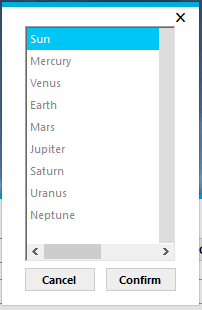 Sun
Mercury
Venus
Earth
Mars
Jupiter
Saturn
Uranus
Neptune
Cancel Confirm